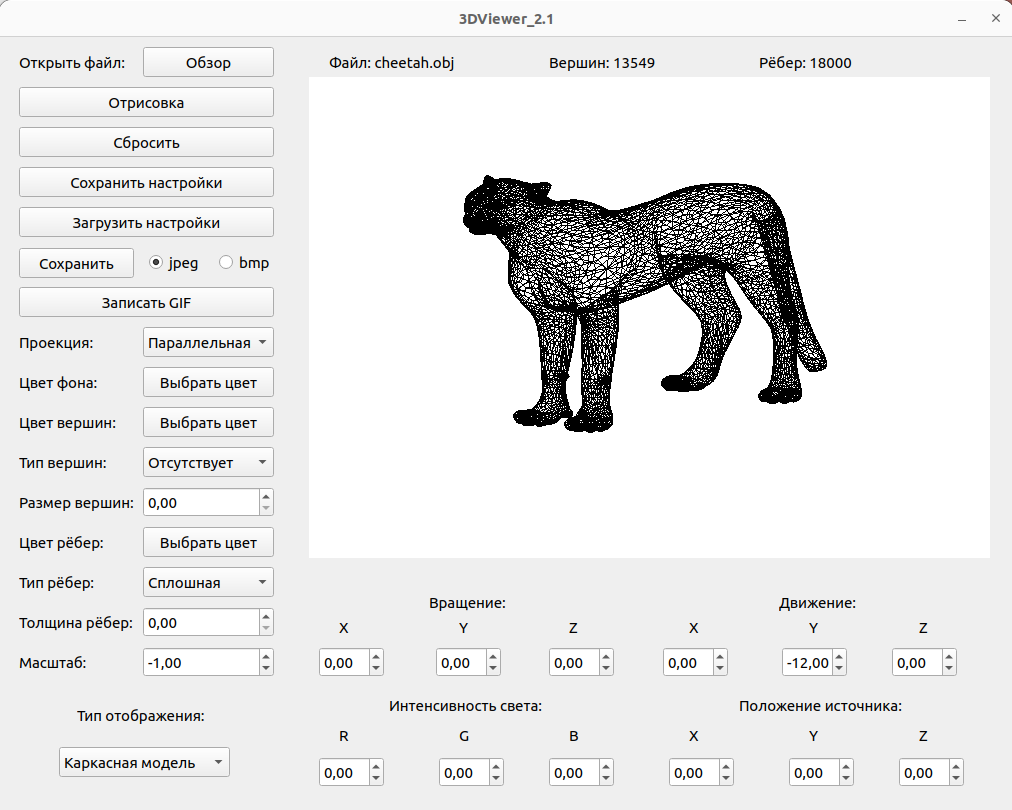 3DViewer_2.1
Открыть файл: Обзор
Файл: cheetah.obj Вершин: 13549 Рёбер: 18000
Отрисовка
Сбросить
Сохранить настройки
Загрузить настройки
Сохранить jpeg bmp
Записать GIF
Проекция: Параллельная
Цвет фона: Выбрать цвет
Цвет вершин: Выбрать цвет
Тип вершин: Отсутствует
Размер вершин: 0,00
Цвет рёбер: Выбрать цвет
Тип рёбер: Сплошная
Толщина рёбер: 0,00
Масштаб: -1,00
Тип отображения:
Каркасная модель
Вращение: Движение:
X Y Z X Y Z
0,00 0,00 0,00 0,00 -12,00 0,00
Интенсивность света: Положение источника:
R G B X Y Z
0,00 0,00 0,00 0,00 0,00 0,00